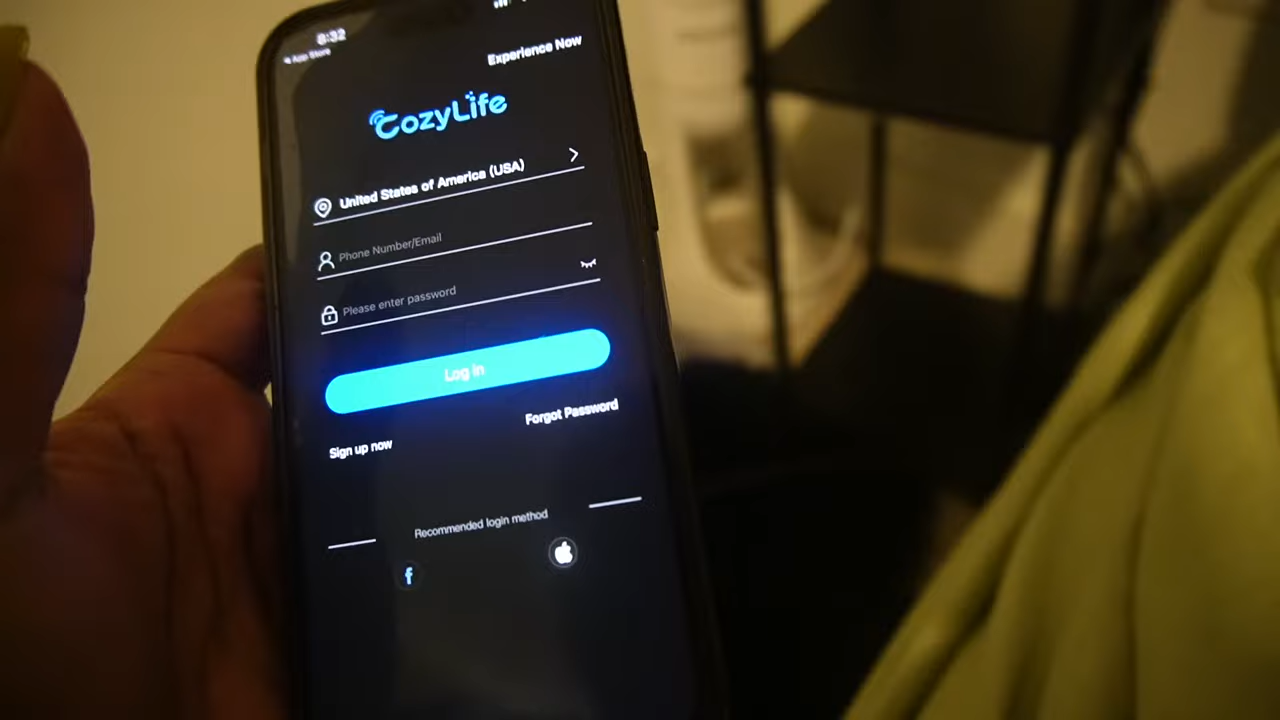 8:32
App Store
Experience Now
CozyLife
United States of America (USA)
Phone Number/Email
Please enter password
Log in
Forgot Password
Sign up now
Recommended login method
f